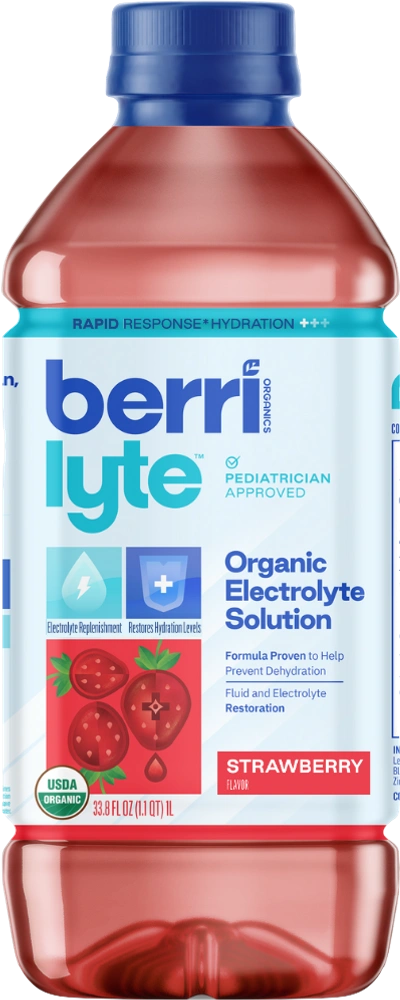 RAPID RESPONSE*HYDRATION +++
berri
ORGANICS
lyte™
PEDIATRICIAN
APPROVED
Electrolyte Replenishment
Restores Hydration Levels
Organic
Electrolyte
Solution
Formula Proven to Help
Prevent Dehydration
Fluid and Electrolyte
Restoration
STRAWBERRY
FLAVOR
USDA
ORGANIC
33.8 FL OZ (1.1 QT) 1L